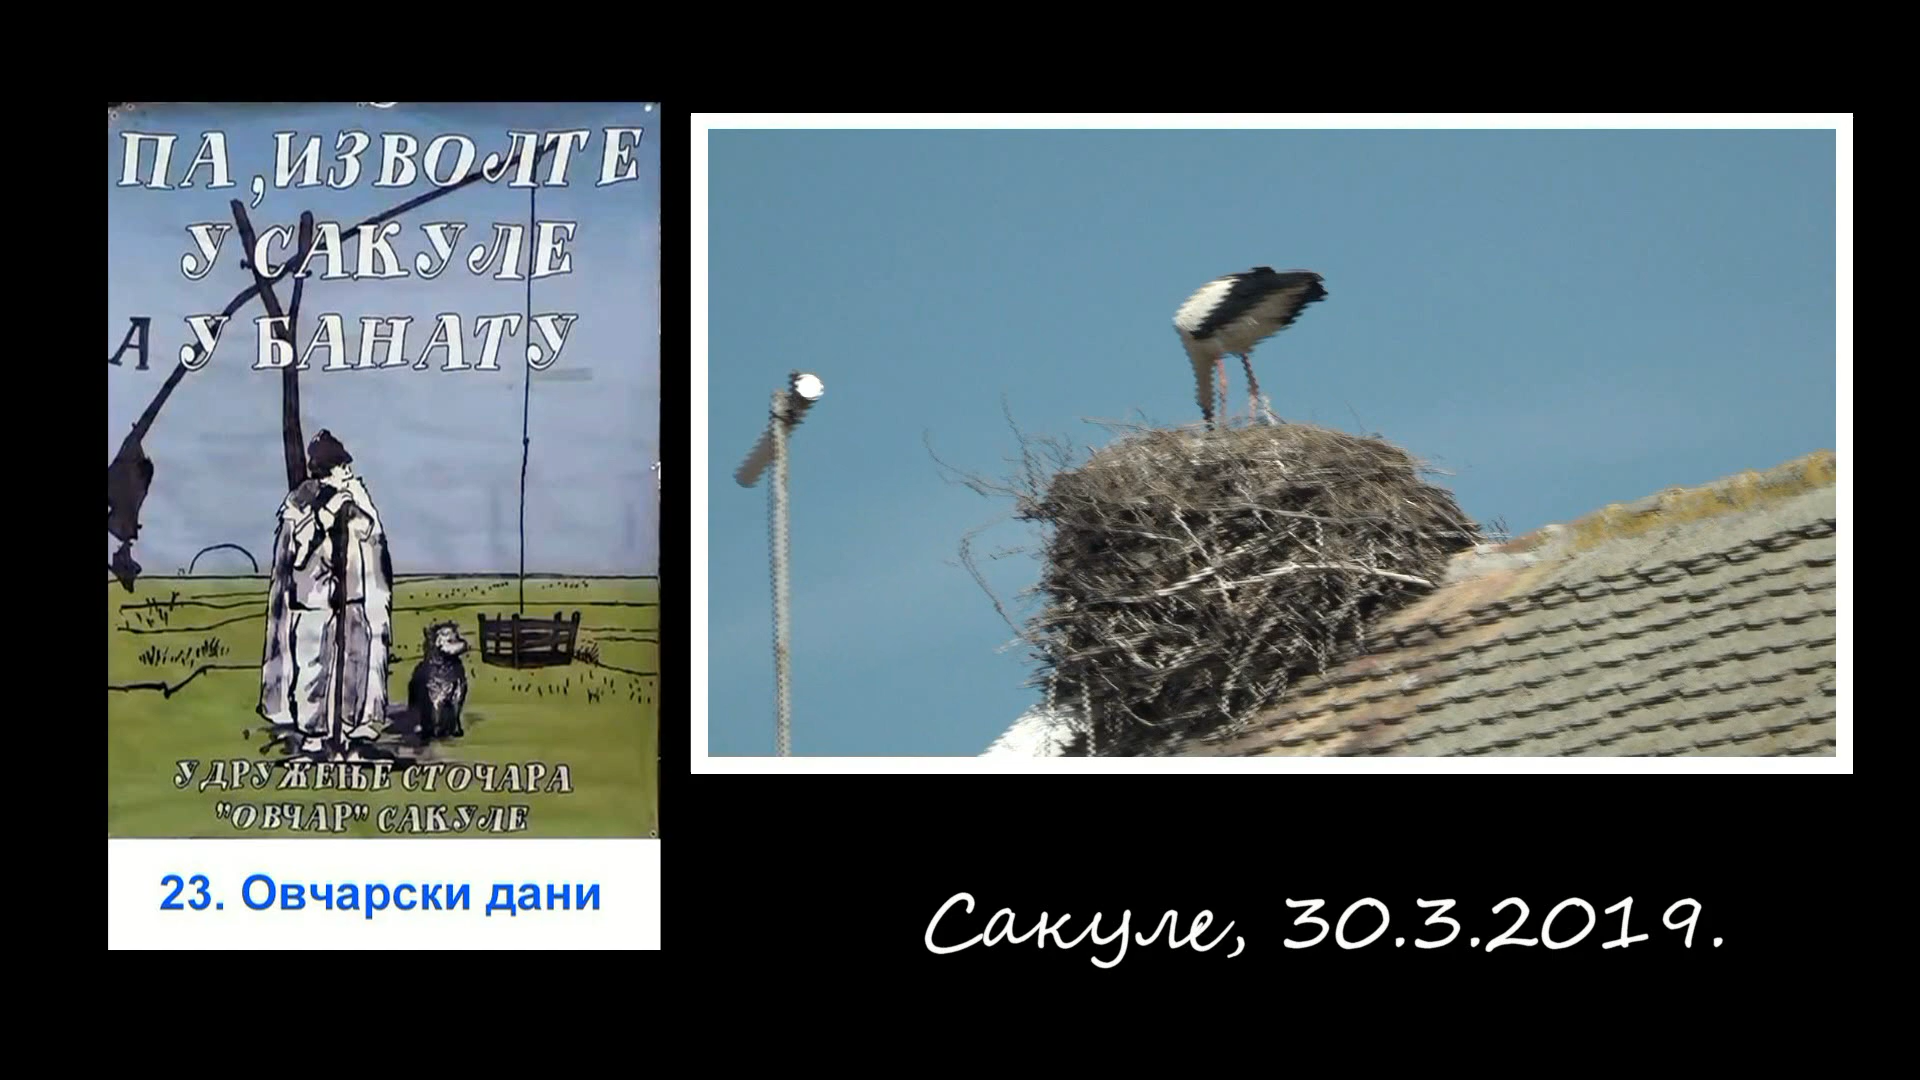 ПА, ИЗВОЛТЕ
У САКУЛЕ
А У БАНАТУ
УДРУЖЕЊЕ СТОЧАРА
"ОВЧАР" САКУЛЕ
23. Овчарски дани
Сакуле, 30.3.2019.